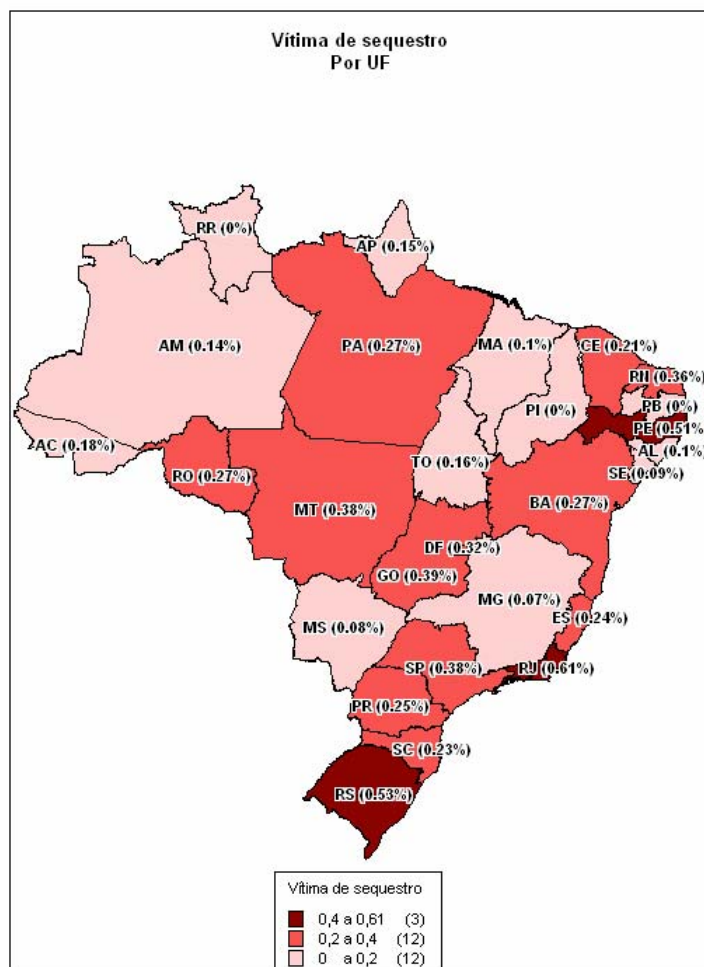 Vítima de sequestro
Por UF
RR (0%)
AP (0.15%)
AM (0.14%)
PA (0.27%)
MA (0.1%)
CE (0.21%)
RN (0.36%)
PB (0%)
PI (0%)
PE (0.51%)
AL (0.1%)
AC (0.18%)
TO (0.16%)
SE (0.09%)
RO (0.27%)
BA (0.27%)
MT (0.38%)
DF (0.32%)
GO (0.39%)
MG (0.07%)
ES (0.24%)
MS (0.08%)
SP (0.38%)
RJ (0.61%)
PR (0.25%)
SC (0.23%)
RS (0.53%)
Vítima de sequestro
0,4 a 0,61 (3)
0,2 a 0,4 (12)
0 a 0,2 (12)